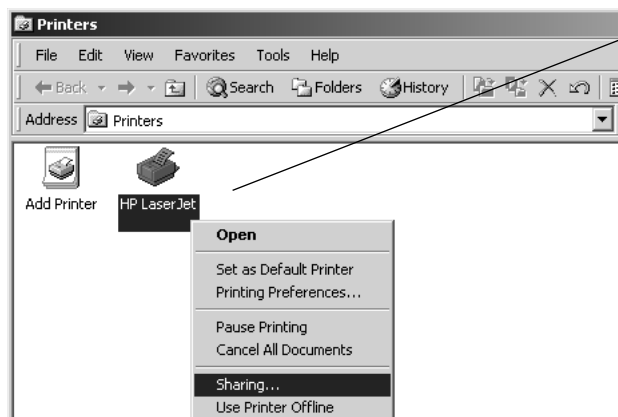 Printers
File Edit View Favorites Tools Help
Back Search Folders History
Address Printers
Add Printer HP LaserJet
Open
Set as Default Printer
Printing Preferences...
Pause Printing
Cancel All Documents
Sharing...
Use Printer Offline